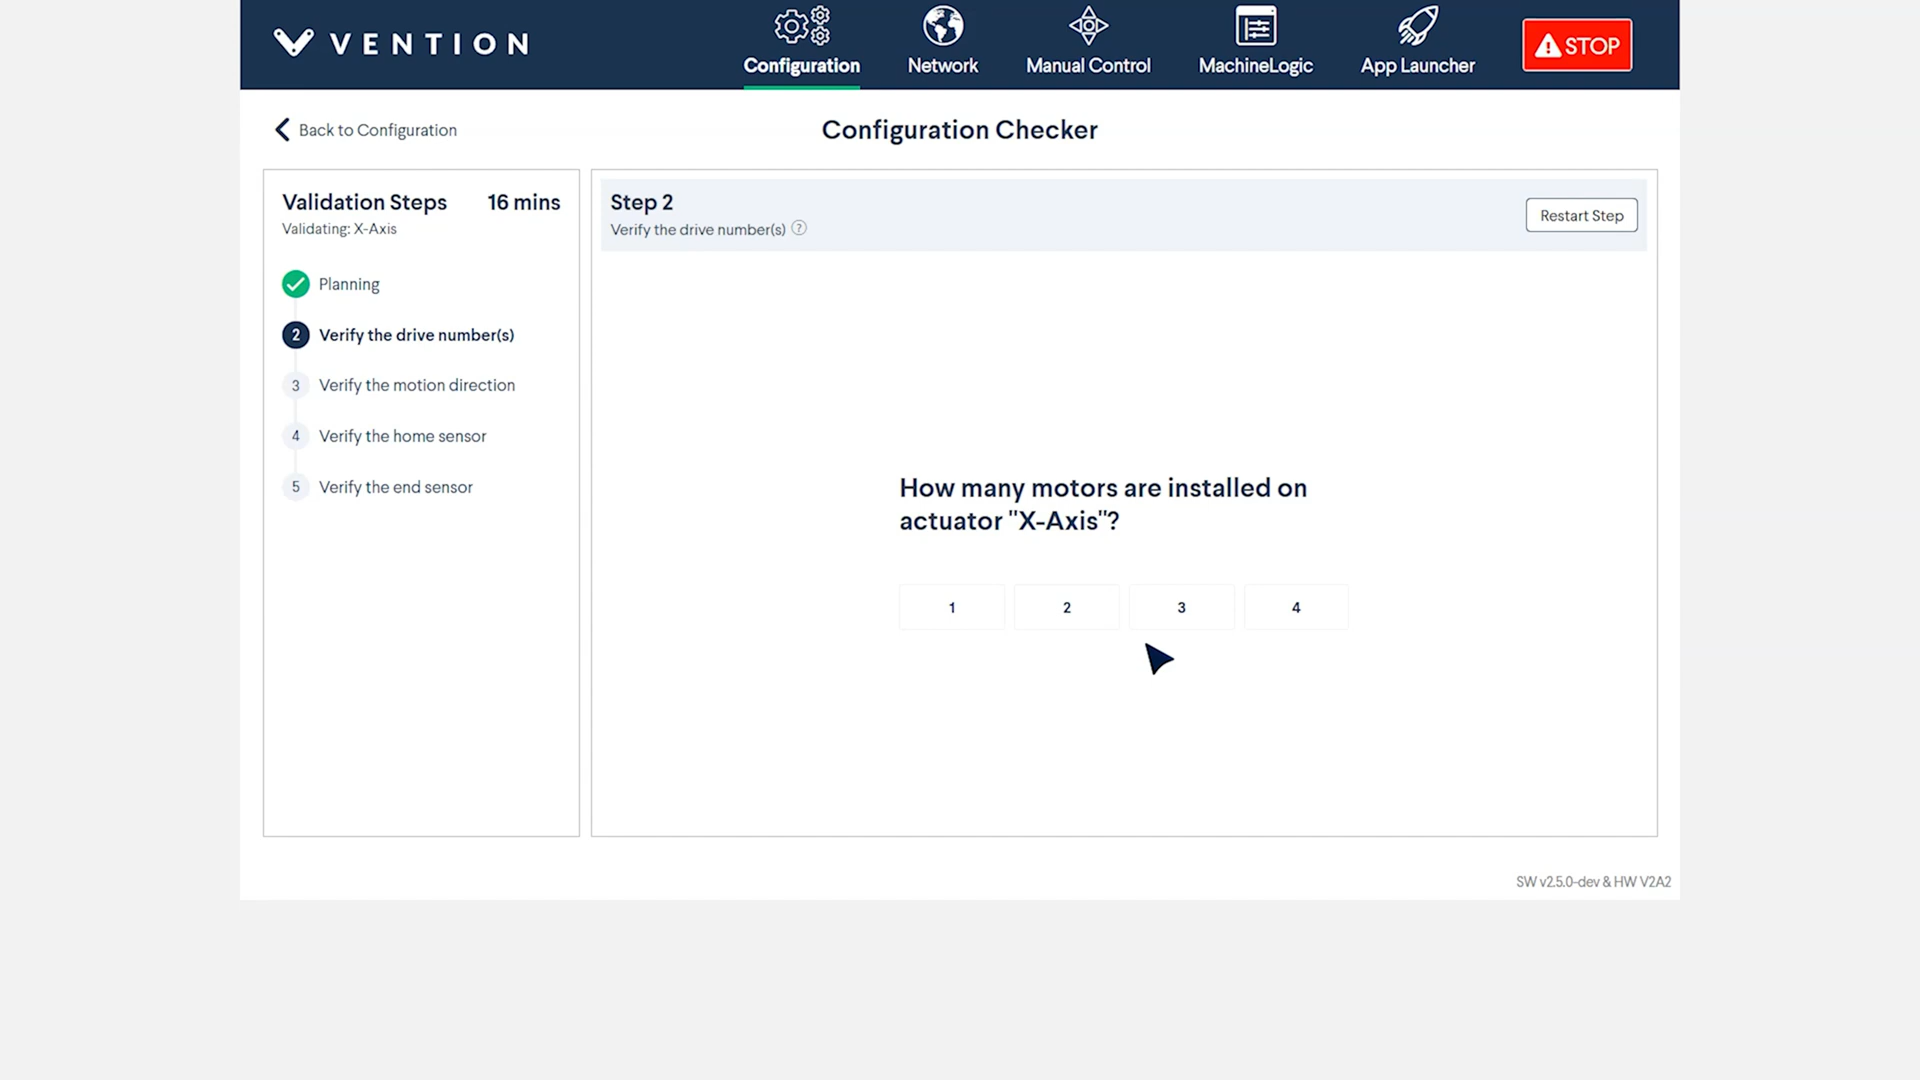 VENTION
Configuration
Network
Manual Control
MachineLogic
App Launcher
STOP
Back to Configuration
Configuration Checker
Validation Steps 16 mins
Validating: X-Axis
Planning
2 Verify the drive number(s)
3 Verify the motion direction
4 Verify the home sensor
5 Verify the end sensor
Step 2
Verify the drive number(s) ?
Restart Step
How many motors are installed on
actuator "X-Axis"?
1 2 3 4
SW v2.5.0-dev & HW V2A2